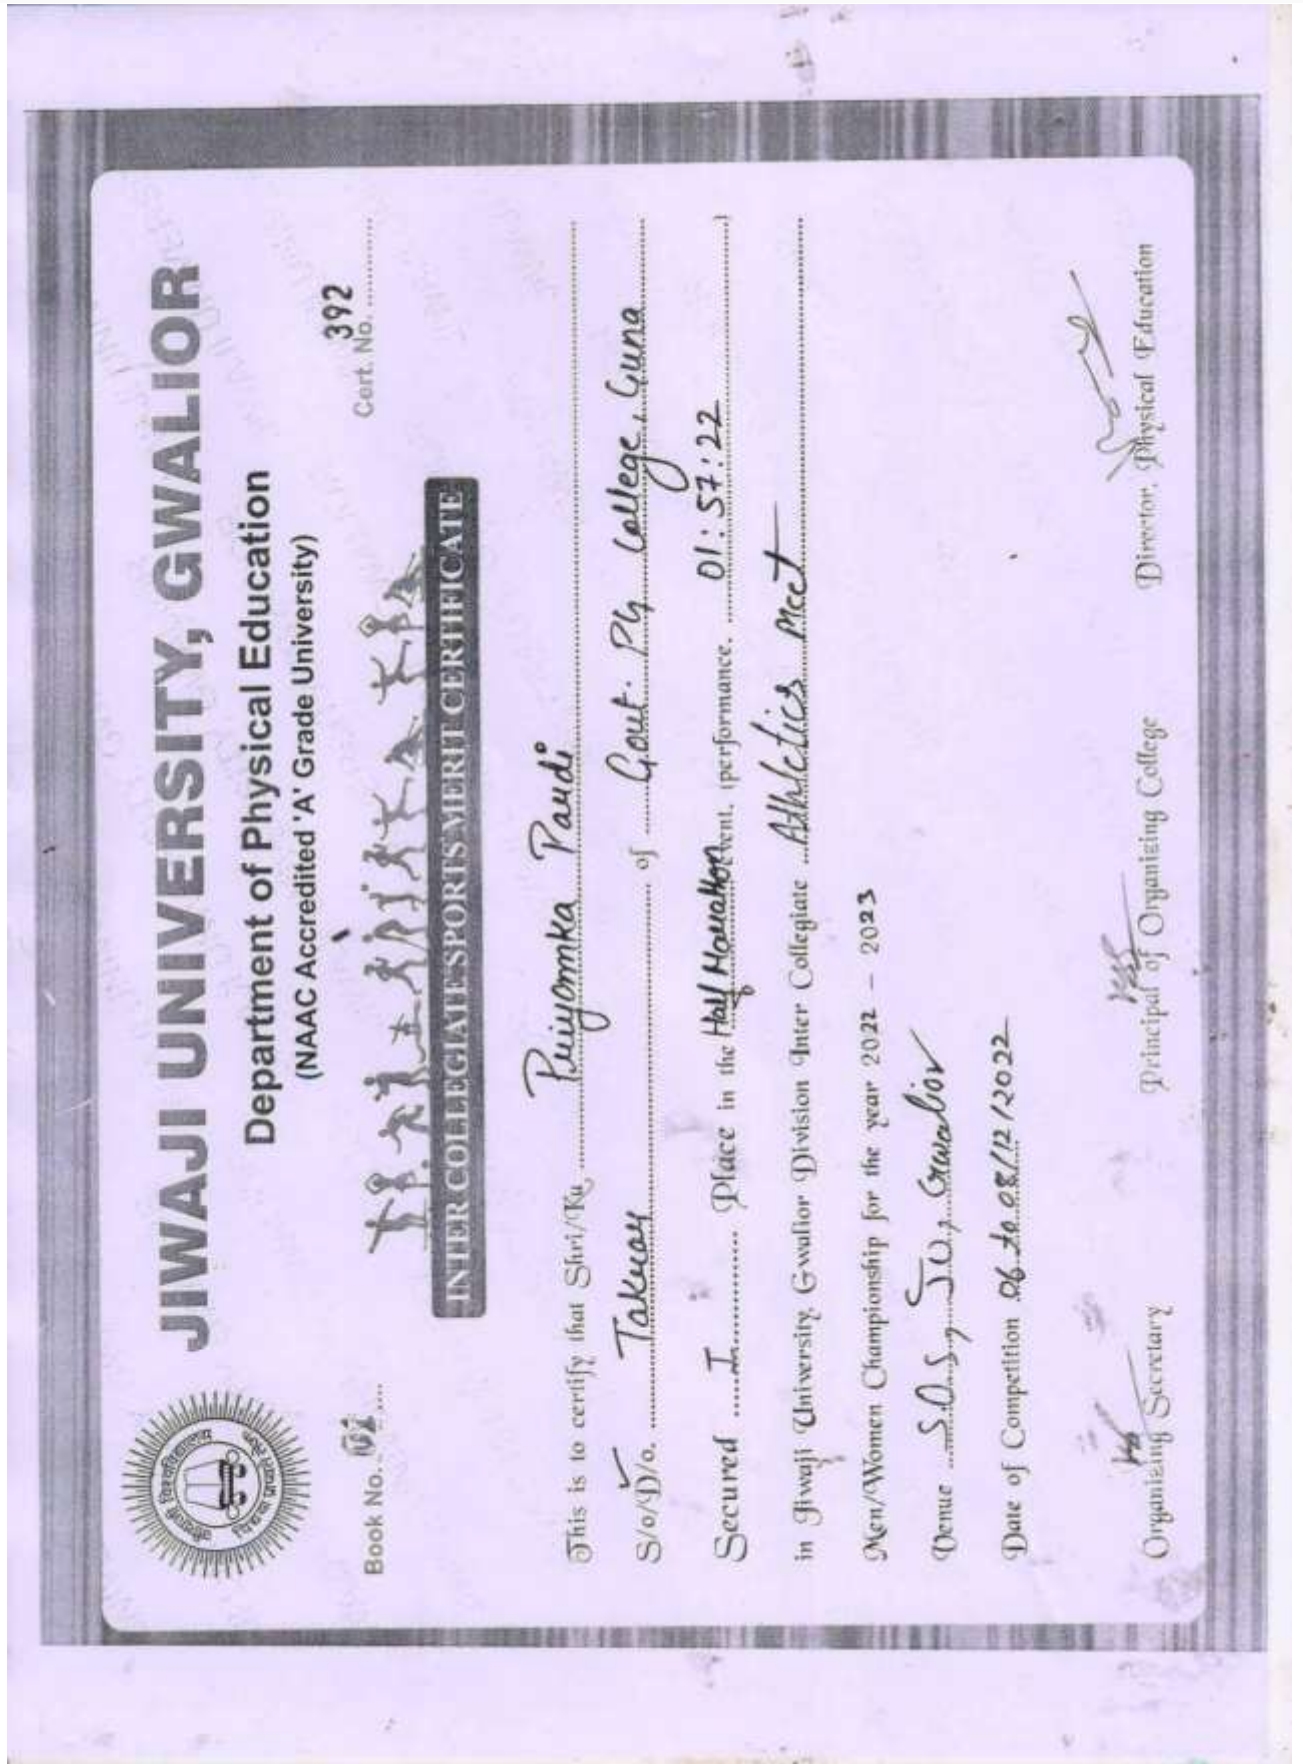 JIWAJI UNIVERSITY, GWALIOR
Department of Physical Education
(NAAC Accredited 'A' Grade University)
Book No. 01
Cert. No. 392
INTER COLLEGIATE SPORTS MERIT CERTIFICATE
This is to certify that Shri/Ku Priyamka Pardi
S/o/D/o. Takuar of Govt. PG College, Guna
Secured I Place in the Half Marathon event, (performance. 01:57:22 )
in Jiwaji University, Gwalior Division Inter Collegiate Athletics Meet
Men/Women Championship for the year 2022 – 2023
Venue S.O.S, J.U., Gwalior
Date of Competition 06 to 08/12/2022
Organizing Secretary
Principal of Organizing College
Director, Physical Education